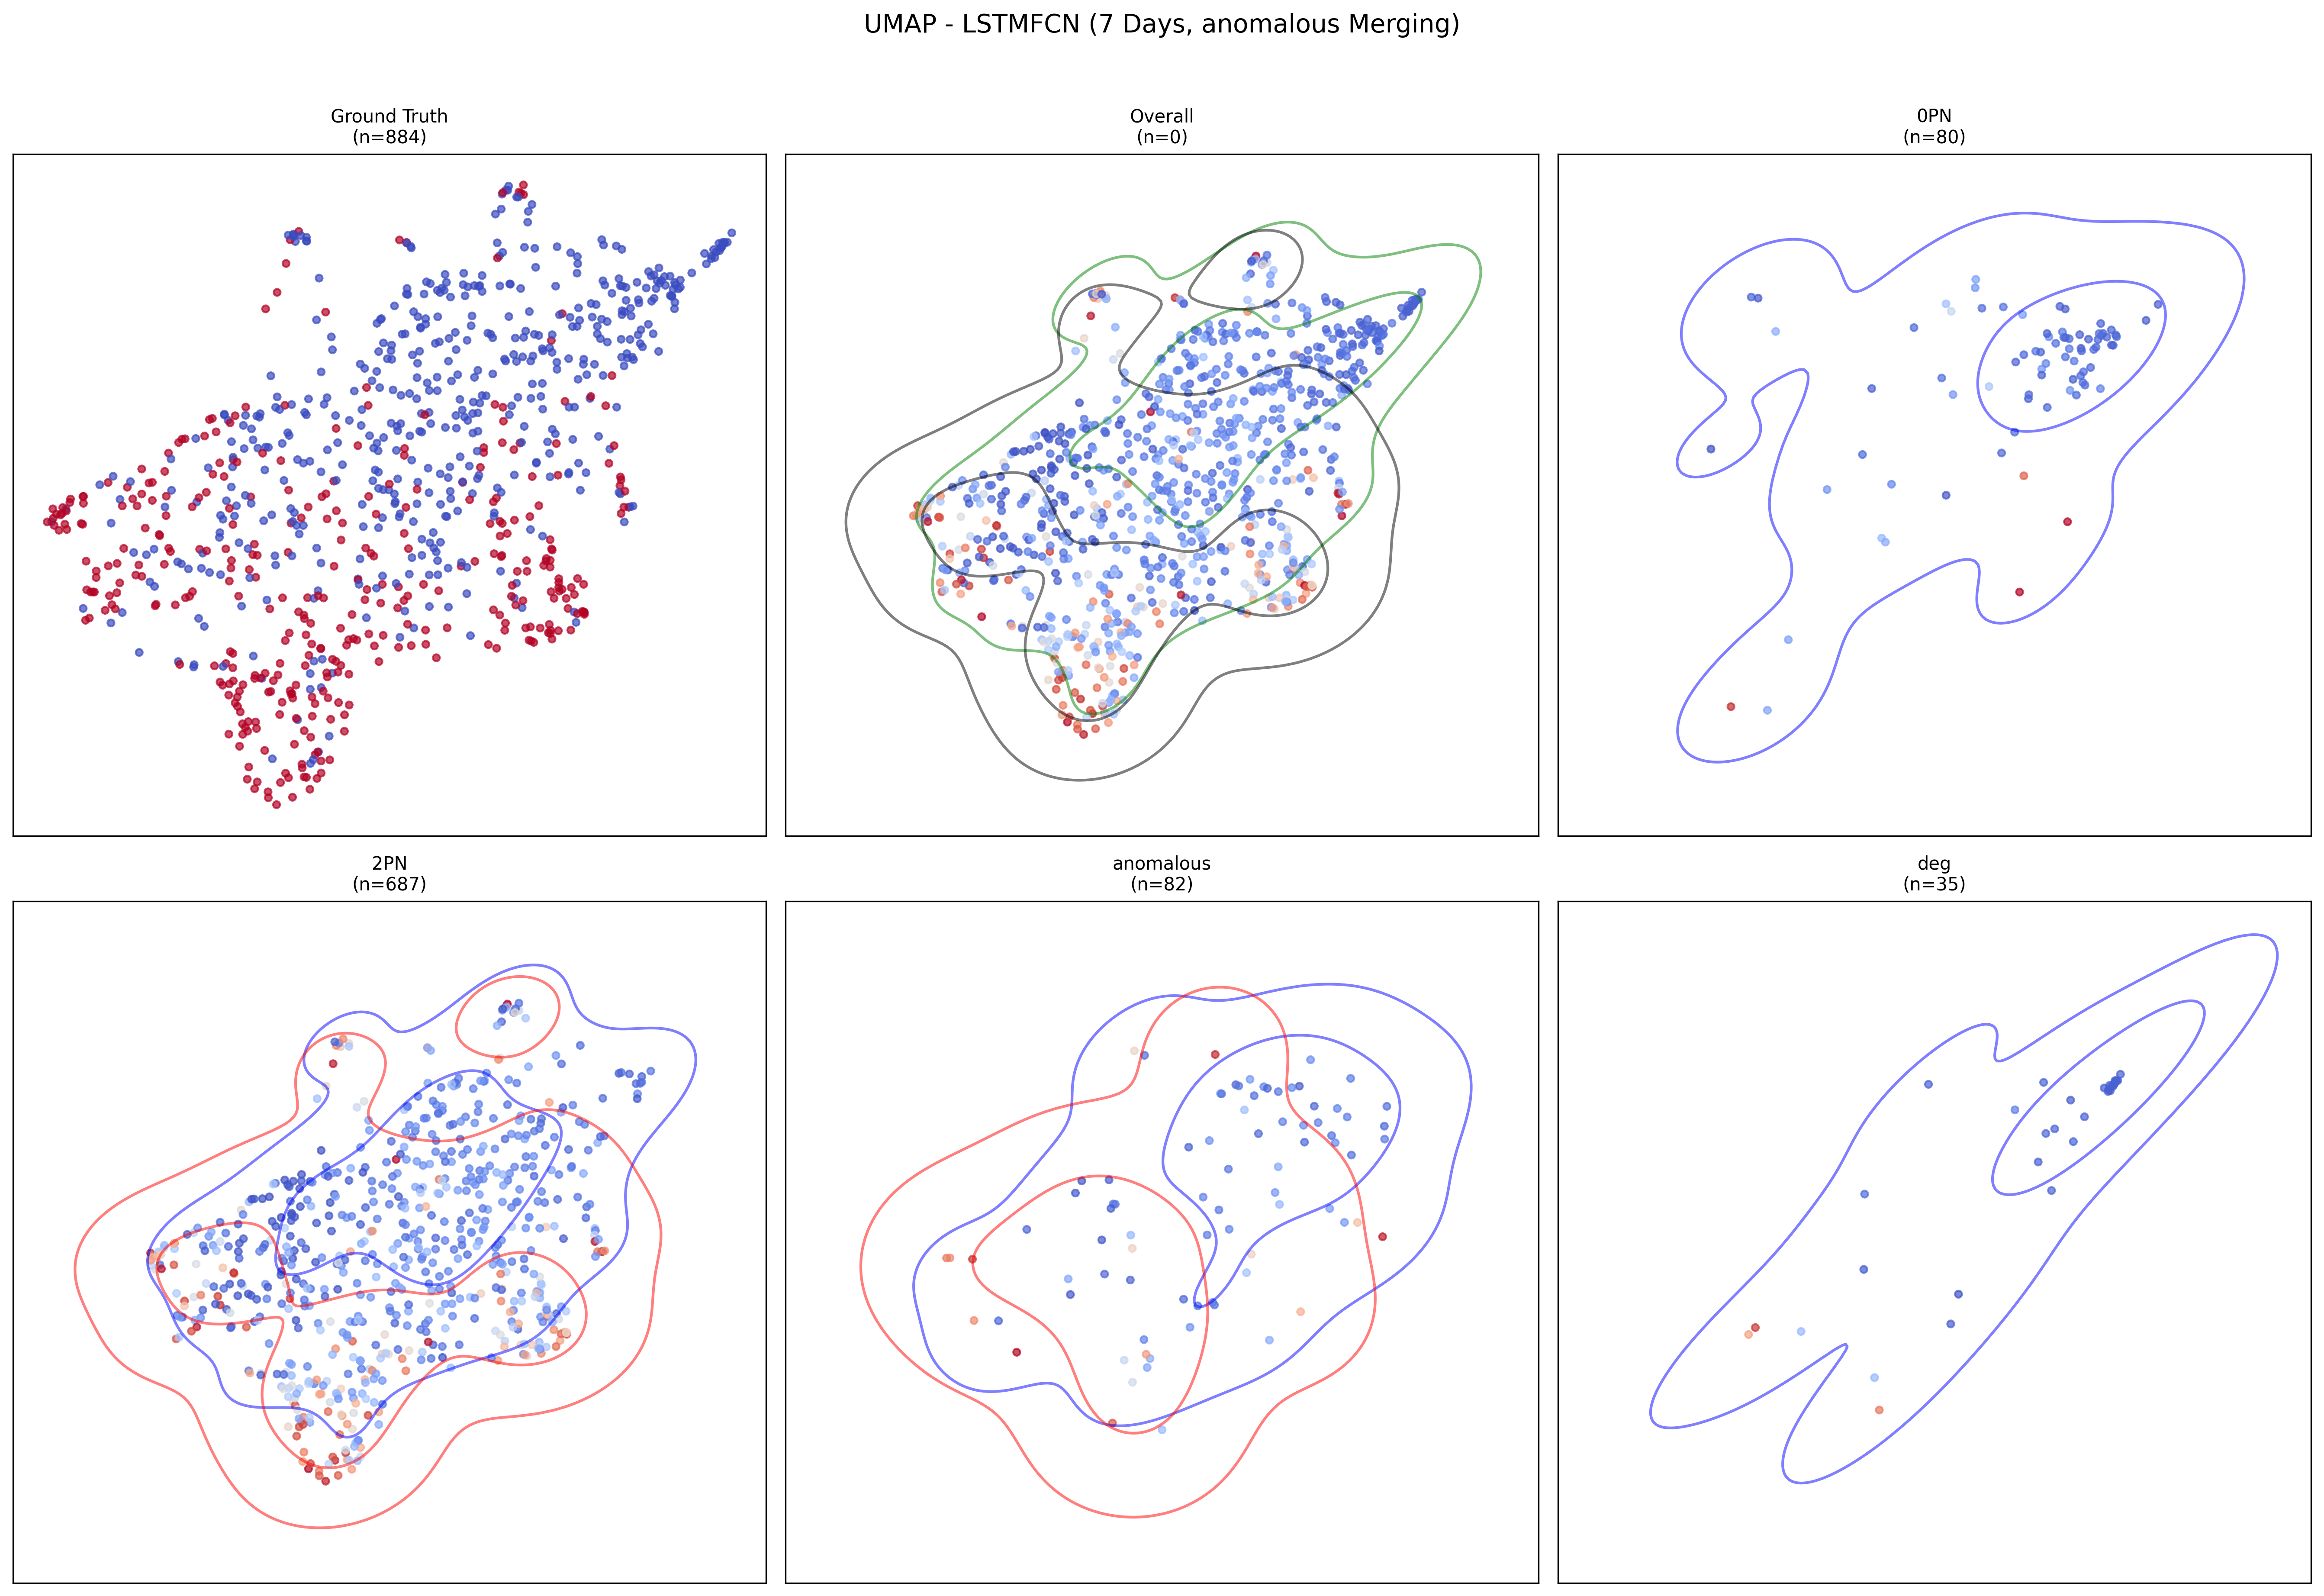 UMAP - LSTMFCN (7 Days, anomalous Merging)
Ground Truth
(n=884)
Overall
(n=0)
0PN
(n=80)
2PN
(n=687)
anomalous
(n=82)
deg
(n=35)